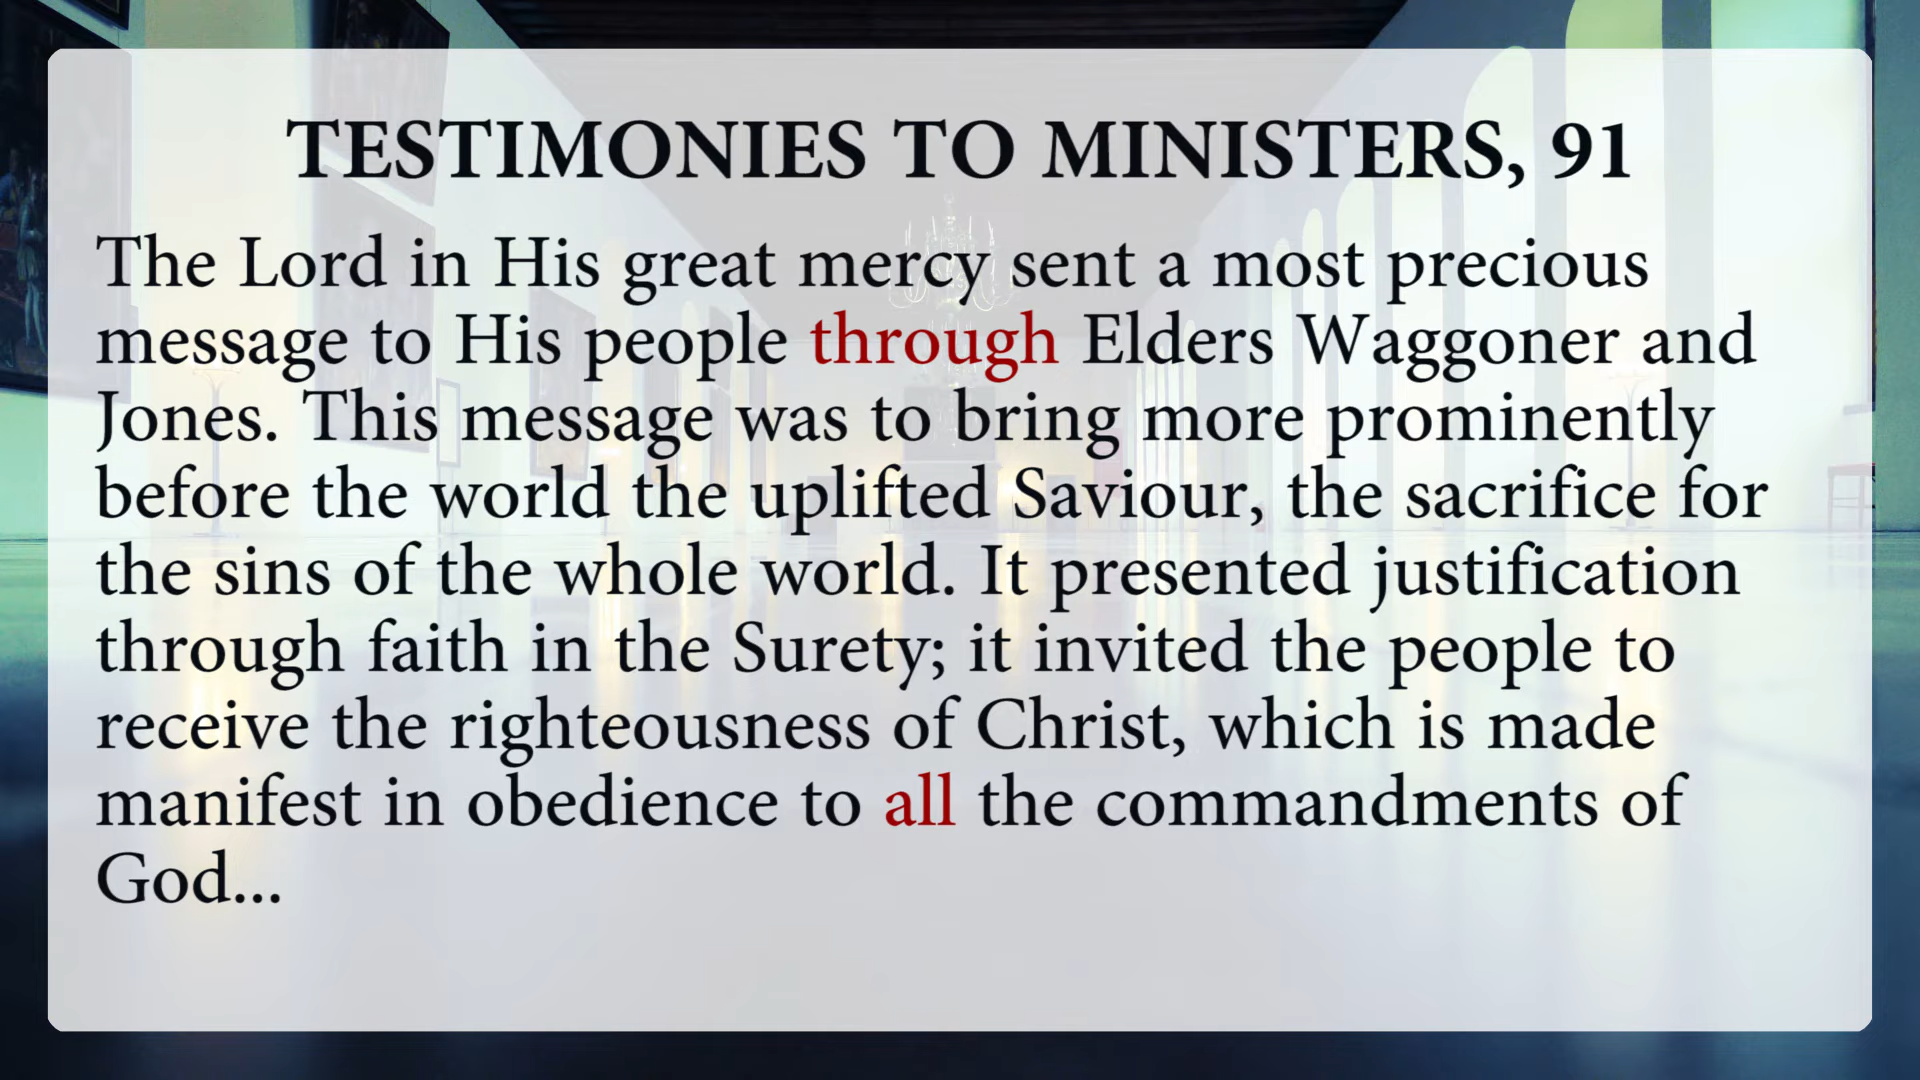 TESTIMONIES TO MINISTERS, 91
The Lord in His great mercy sent a most precious
message to His people through Elders Waggoner and
Jones. This message was to bring more prominently
before the world the uplifted Saviour, the sacrifice for
the sins of the whole world. It presented justification
through faith in the Surety; it invited the people to
receive the righteousness of Christ, which is made
manifest in obedience to all the commandments of
God...